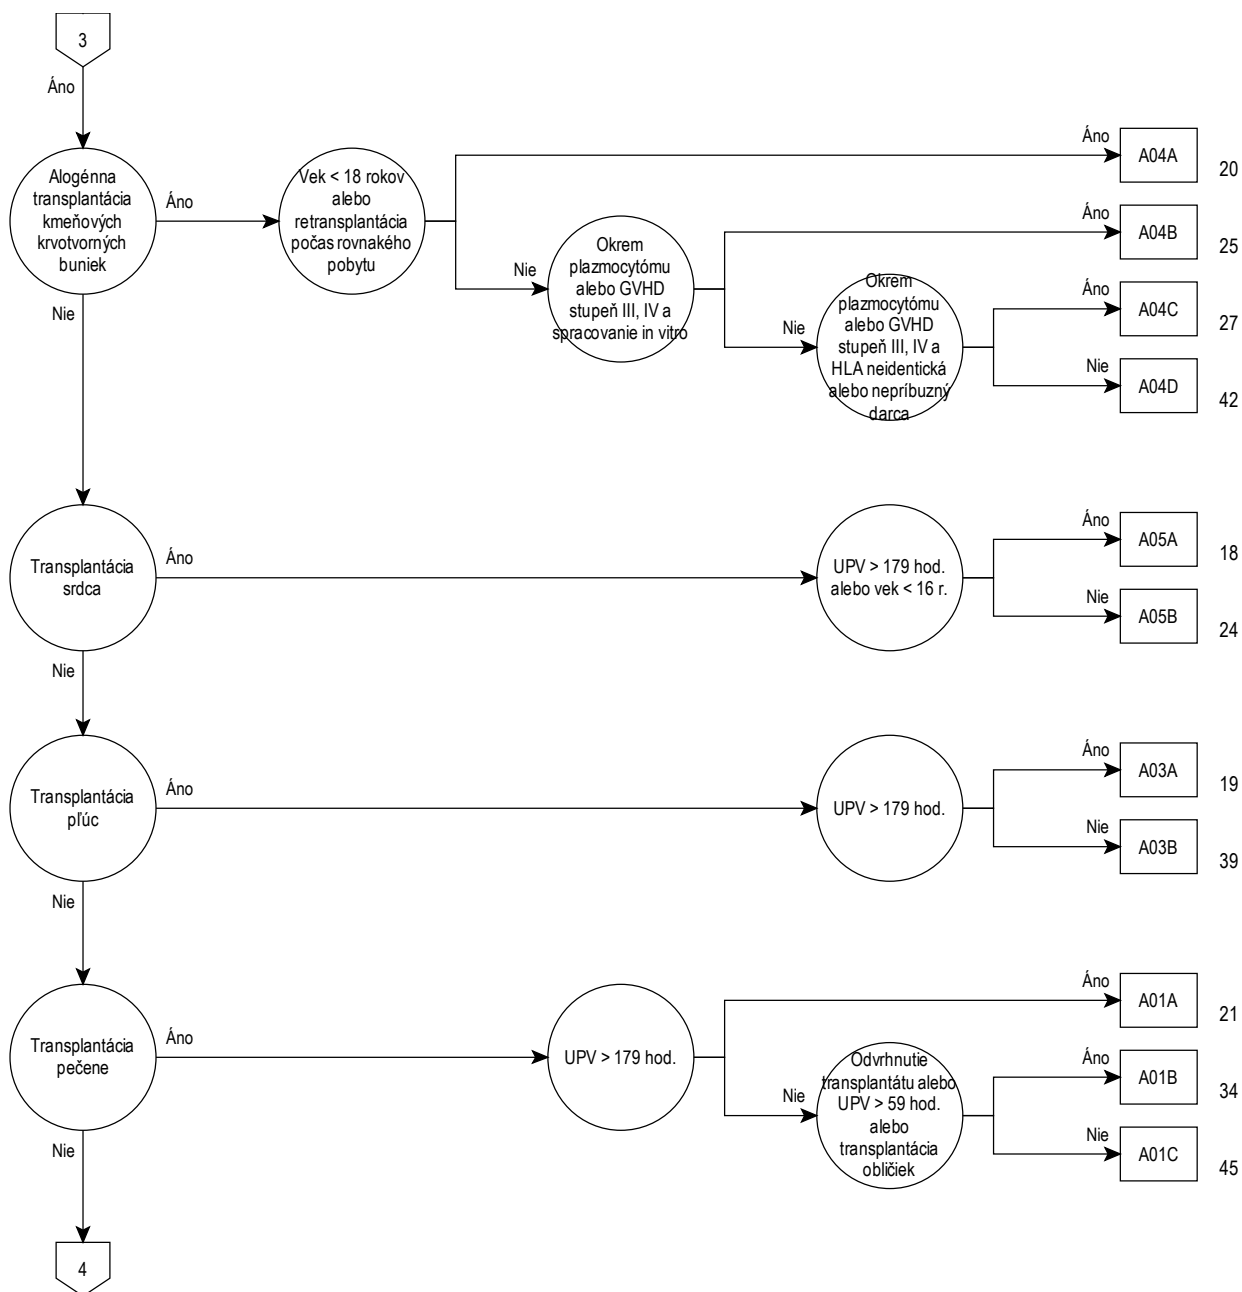 3
Áno
Alogénna
transplantácia
kmeňových
krvotvorných
buniek
Áno
Vek < 18 rokov
alebo
retransplantácia
počas rovnakého
pobytu
Áno
A04A
20
Nie
Okrem
plazmocytómu
alebo GVHD
stupeň III, IV a
spracovanie in vitro
Áno
A04B
25
Nie
Okrem
plazmocytómu
alebo GVHD
stupeň III, IV a
HLA neidentická
alebo nepríbuzný
darca
Áno
A04C
27
Nie
A04D
42
Nie
Transplantácia
srdca
Áno
UPV > 179 hod.
alebo vek < 16 r.
Áno
A05A
18
Nie
A05B
24
Nie
Transplantácia
pľúc
Áno
UPV > 179 hod.
Áno
A03A
19
Nie
A03B
39
Nie
Transplantácia
pečene
Áno
UPV > 179 hod.
Áno
A01A
21
Nie
Odvrhnutie
transplantátu alebo
UPV > 59 hod.
alebo
transplantácia
obličiek
Áno
A01B
34
Nie
A01C
45
Nie
4